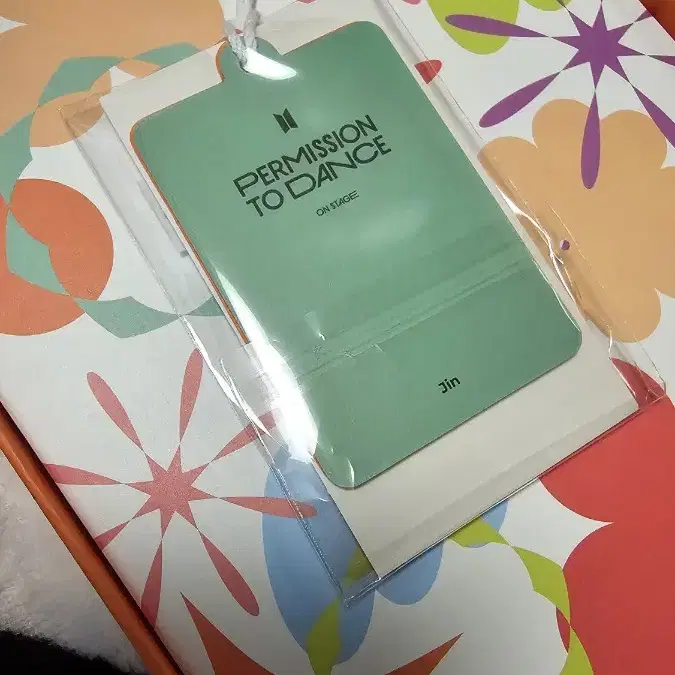 PERMISSION
TO DANCE
ON STAGE
Jin